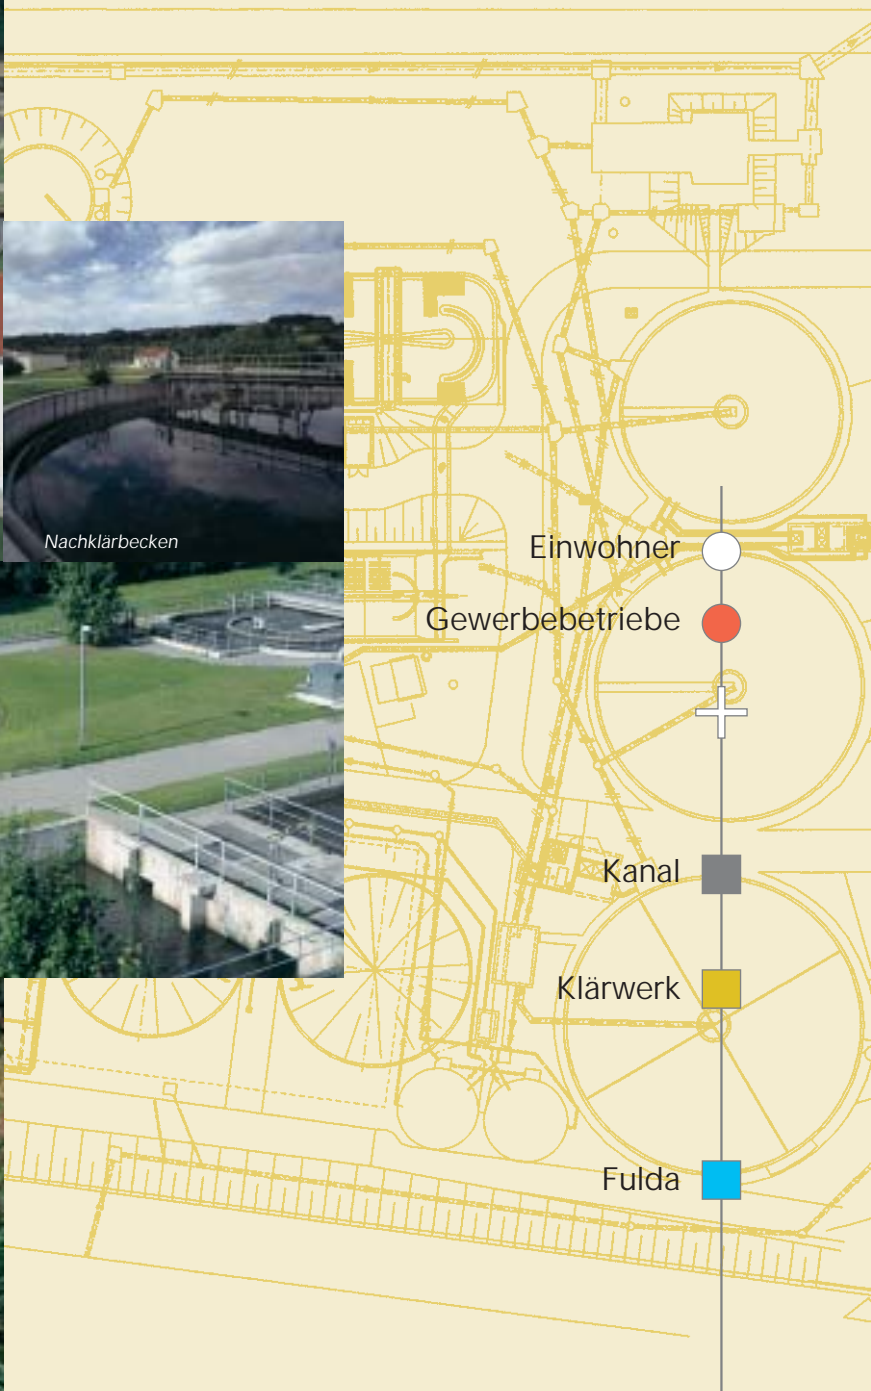 Nachklärbecken
Einwohner
Gewerbebetriebe
Kanal
Klärwerk
Fulda